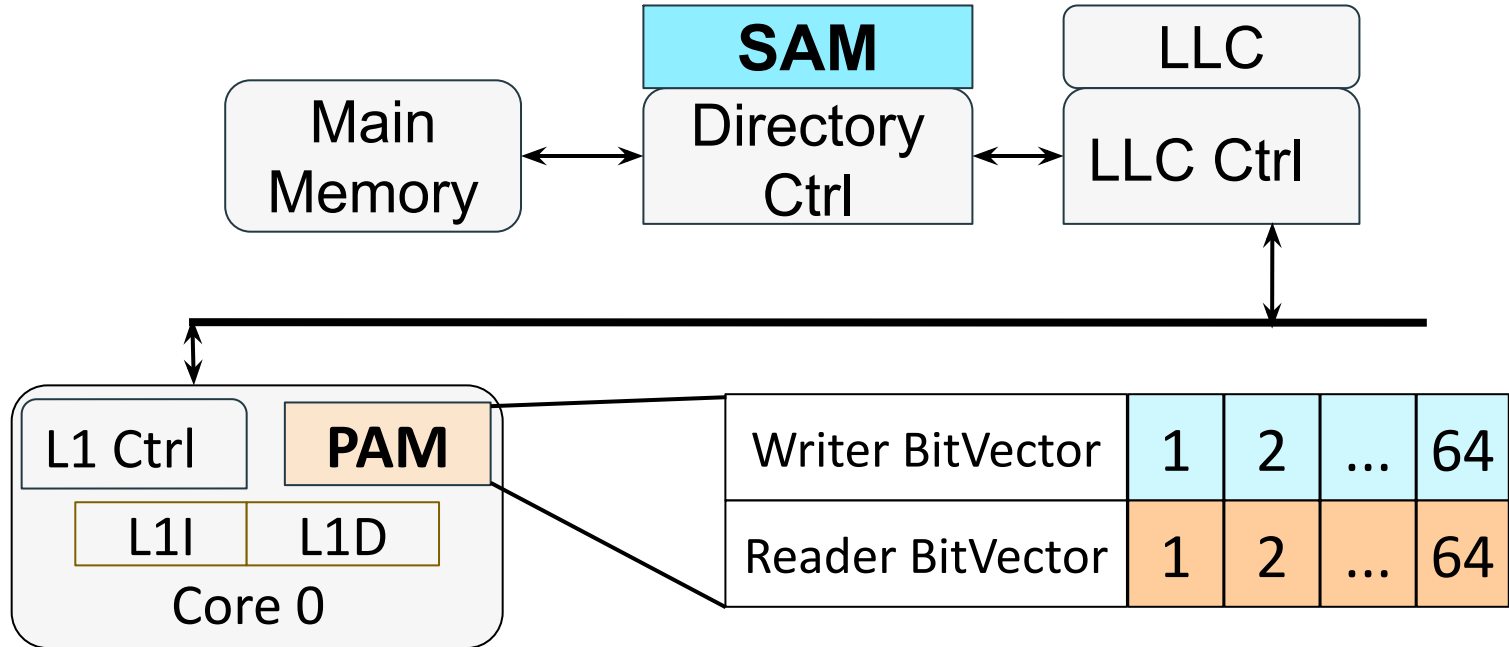 SAM
LLC
Main
Memory
Directory
Ctrl
LLC Ctrl
L1 Ctrl
PAM
L1I
L1D
Core 0
Writer BitVector 1 2 ... 64
Reader BitVector 1 2 ... 64